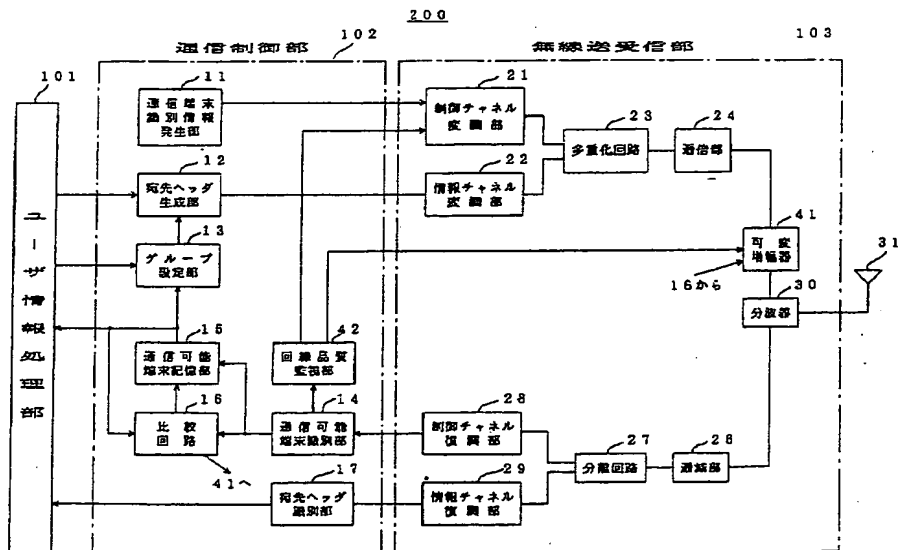 200
通信制御部
102
無線送受信部
103
101
ユーザ情報処理部
11
通信端末
識別情報
発生部
21
制御チャネル
変調部
23
多重化回路
24
12
宛先ヘッダ
生成部
22
情報チャネル
変調部
13
グループ
設定部
41
可変
増幅器
16から
31
30
分波器
15
通信可能
端末記憶部
42
回線品質
監視部
16
比較
回路
14
通信可能
端末識別部
28
制御チャネル
復調部
27
分離回路
41へ
17
宛先ヘッダ
識別部
29
情報チャネル
復調部